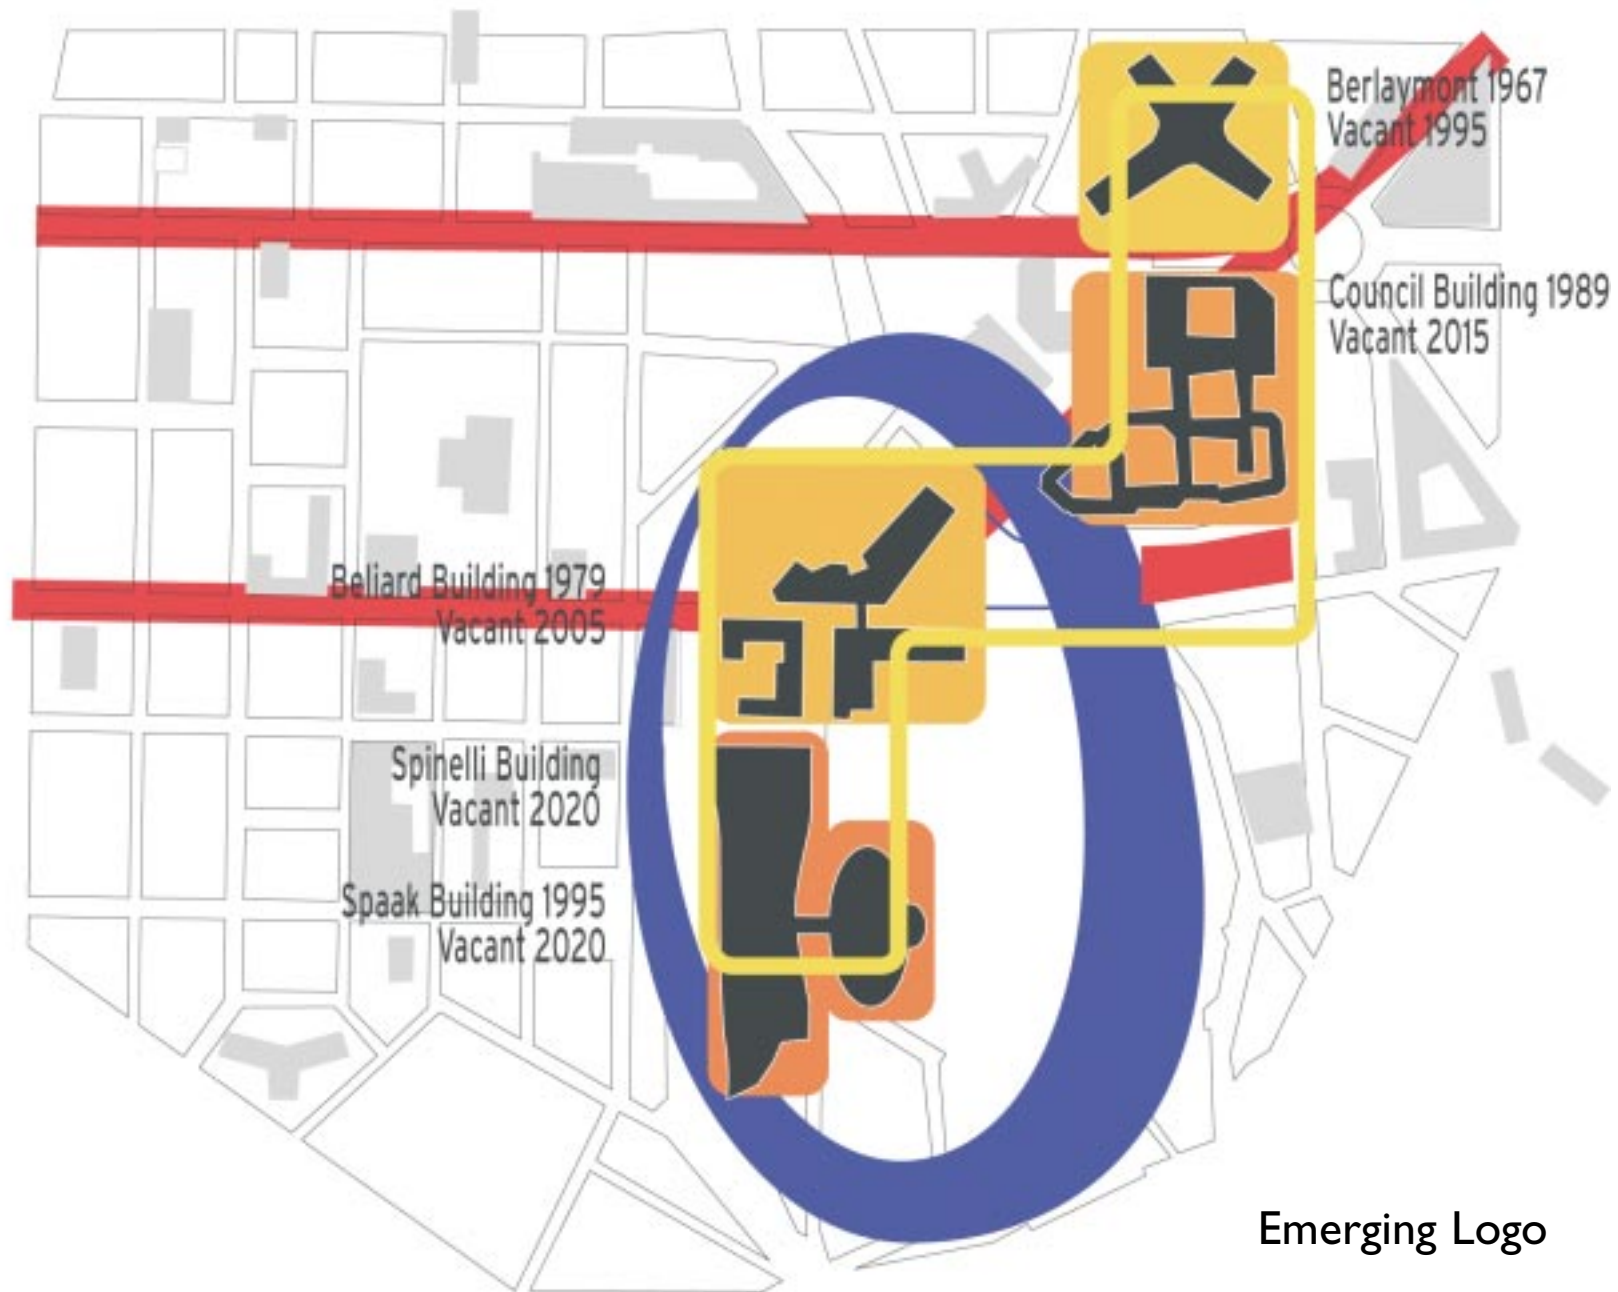 Berlaymont 1967
Vacant 1995
Council Building 1989
Vacant 2015
Beliard Building 1979
Vacant 2005
Spinelli Building
Vacant 2020
Spaak Building 1995
Vacant 2020
Emerging Logo